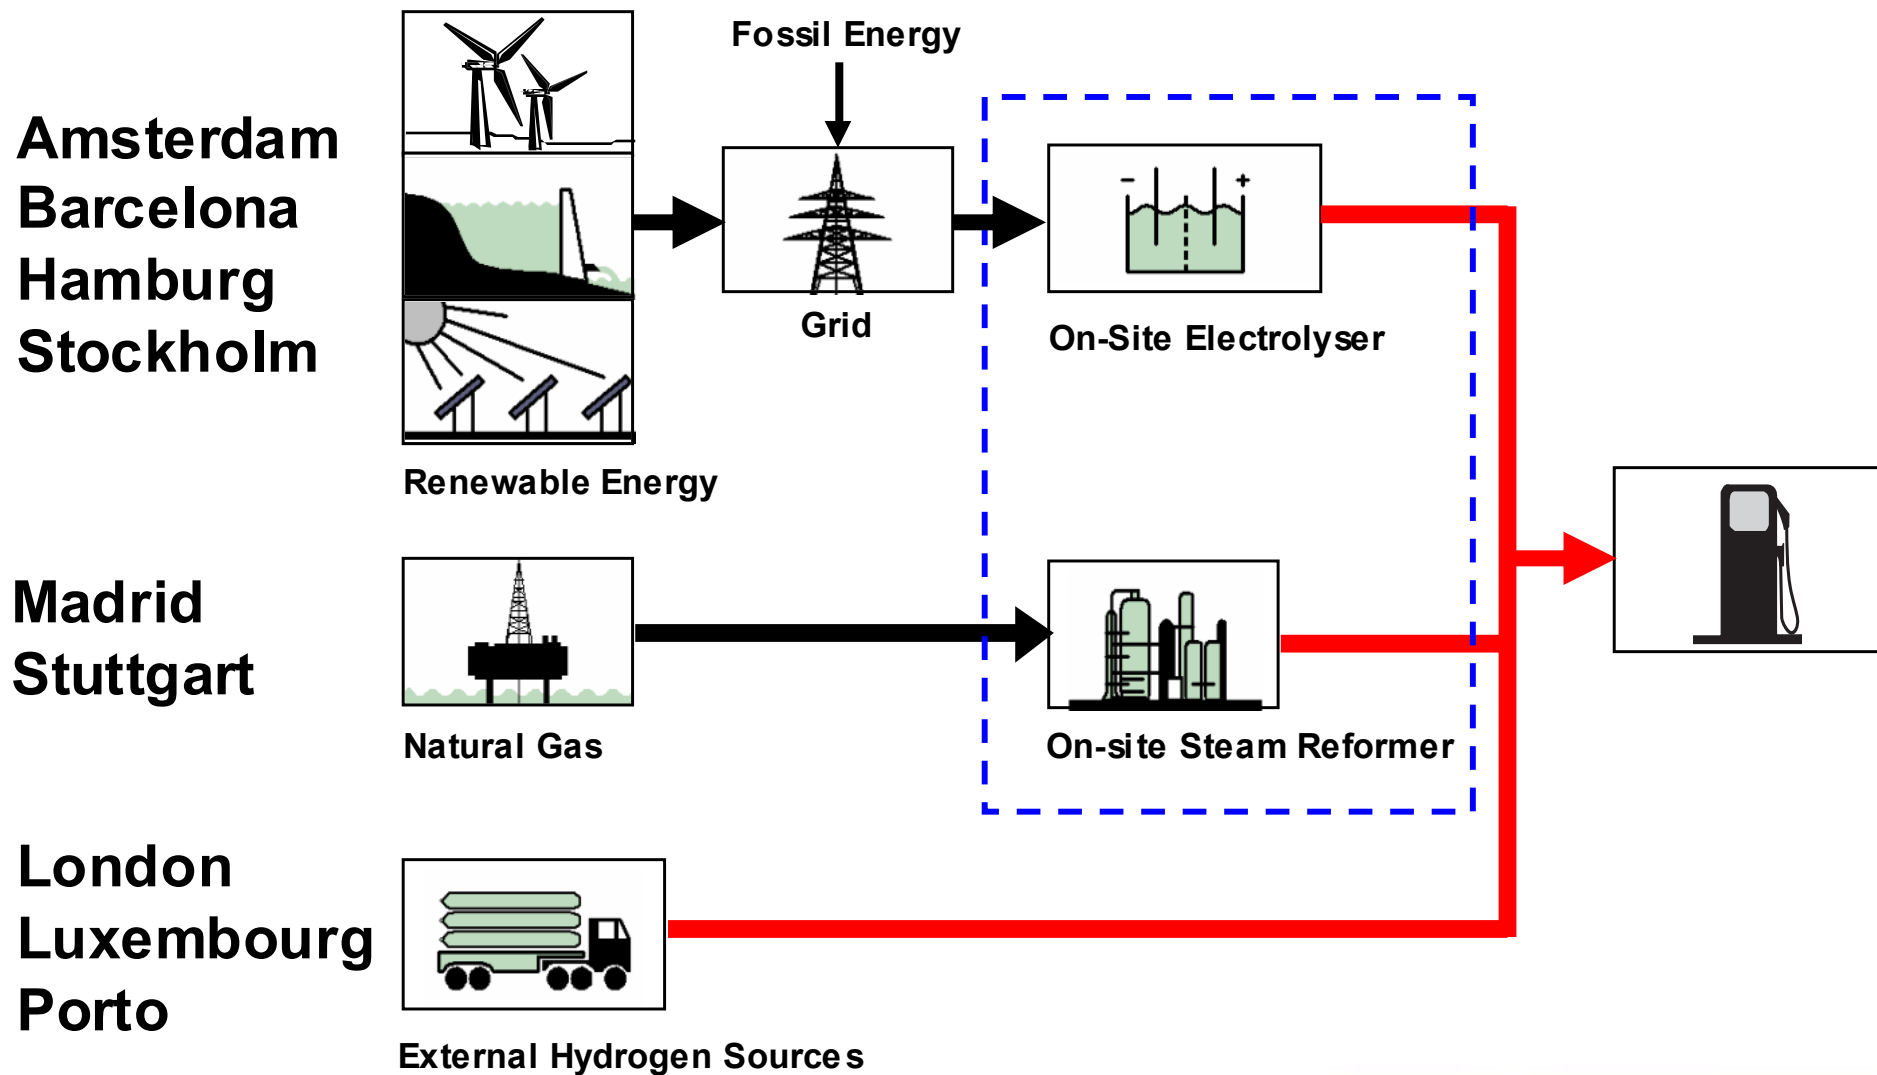 Fossil Energy
Amsterdam
Barcelona
Hamburg
Stockholm
- +
Grid
On-Site Electrolyser
Renewable Energy
Madrid
Stuttgart
Natural Gas
On-site Steam Reformer
London
Luxembourg
Porto
External Hydrogen Sources